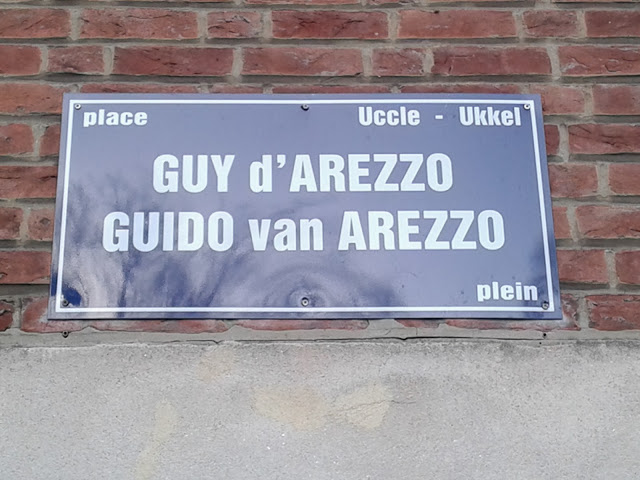 place Uccle - Ukkel
GUY d'AREZZO
GUIDO van AREZZO
plein